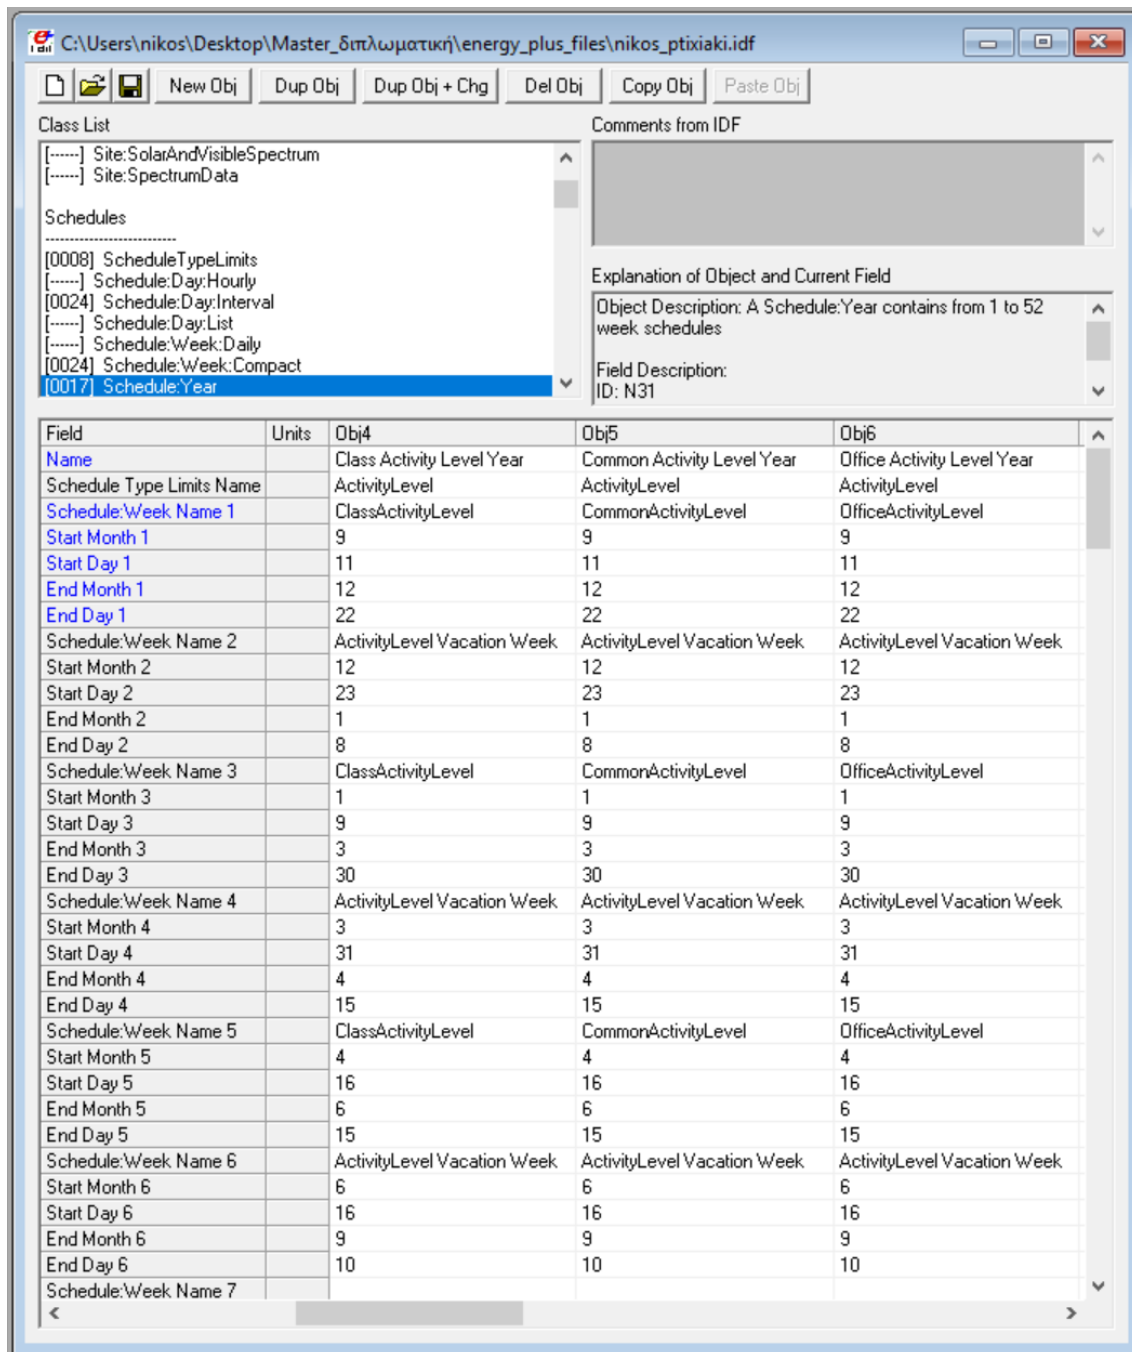 C:\Users\nikos\Desktop\Master_διπλωματική\energy_plus_files\nikos_ptixiaki.idf
New Obj Dup Obj Dup Obj + Chg Del Obj Copy Obj Paste Obj
Class List
[------] Site:SolarAndVisibleSpectrum
[------] Site:SpectrumData
Schedules
--------------------------
[0008] ScheduleTypeLimits
[------] Schedule:Day:Hourly
[0024] Schedule:Day:Interval
[------] Schedule:Day:List
[------] Schedule:Week:Daily
[0024] Schedule:Week:Compact
[0017] Schedule:Year
Comments from IDF
Explanation of Object and Current Field
Object Description: A Schedule:Year contains from 1 to 52
week schedules
Field Description:
ID: N31
Field Units Obj4 Obj5 Obj6
Name Class Activity Level Year Common Activity Level Year Office Activity Level Year
Schedule Type Limits Name ActivityLevel ActivityLevel ActivityLevel
Schedule:Week Name 1 ClassActivityLevel CommonActivityLevel OfficeActivityLevel
Start Month 1 9 9 9
Start Day 1 11 11 11
End Month 1 12 12 12
End Day 1 22 22 22
Schedule:Week Name 2 ActivityLevel Vacation Week ActivityLevel Vacation Week ActivityLevel Vacation Week
Start Month 2 12 12 12
Start Day 2 23 23 23
End Month 2 1 1 1
End Day 2 8 8 8
Schedule:Week Name 3 ClassActivityLevel CommonActivityLevel OfficeActivityLevel
Start Month 3 1 1 1
Start Day 3 9 9 9
End Month 3 3 3 3
End Day 3 30 30 30
Schedule:Week Name 4 ActivityLevel Vacation Week ActivityLevel Vacation Week ActivityLevel Vacation Week
Start Month 4 3 3 3
Start Day 4 31 31 31
End Month 4 4 4 4
End Day 4 15 15 15
Schedule:Week Name 5 ClassActivityLevel CommonActivityLevel OfficeActivityLevel
Start Month 5 4 4 4
Start Day 5 16 16 16
End Month 5 6 6 6
End Day 5 15 15 15
Schedule:Week Name 6 ActivityLevel Vacation Week ActivityLevel Vacation Week ActivityLevel Vacation Week
Start Month 6 6 6 6
Start Day 6 16 16 16
End Month 6 9 9 9
End Day 6 10 10 10
Schedule:Week Name 7